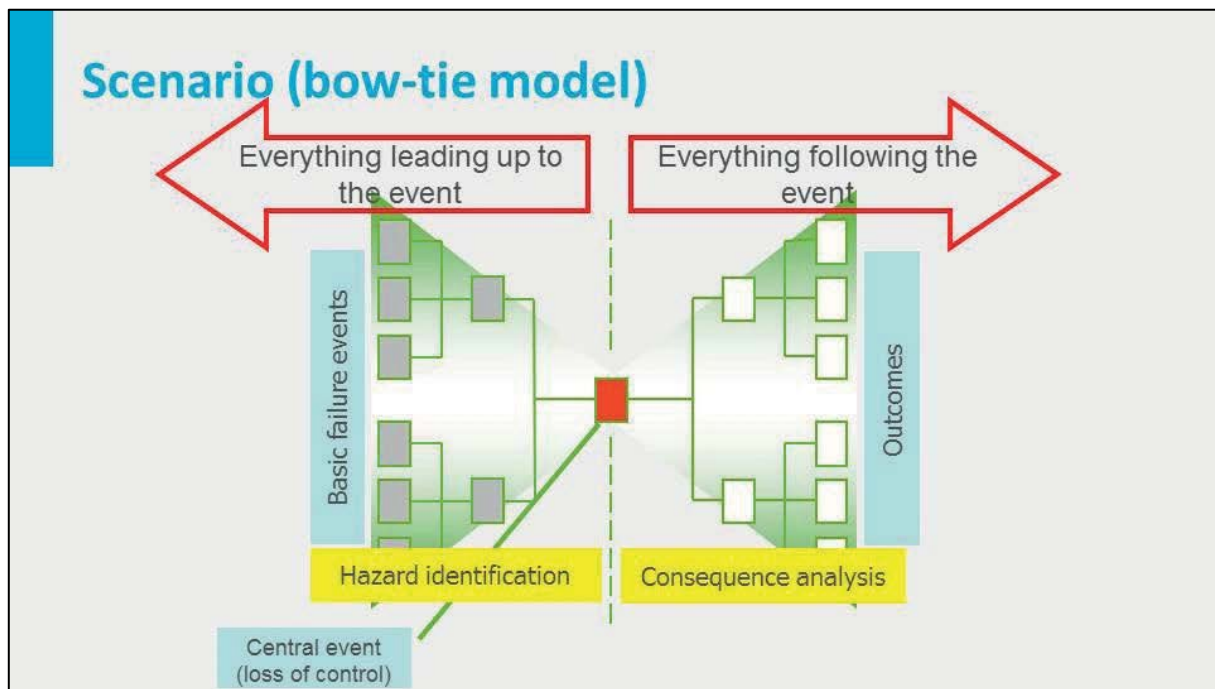 Scenario (bow-tie model)
Everything leading up to
the event
Everything following the
event
Basic failure events
Outcomes
Hazard identification
Consequence analysis
Central event
(loss of control)